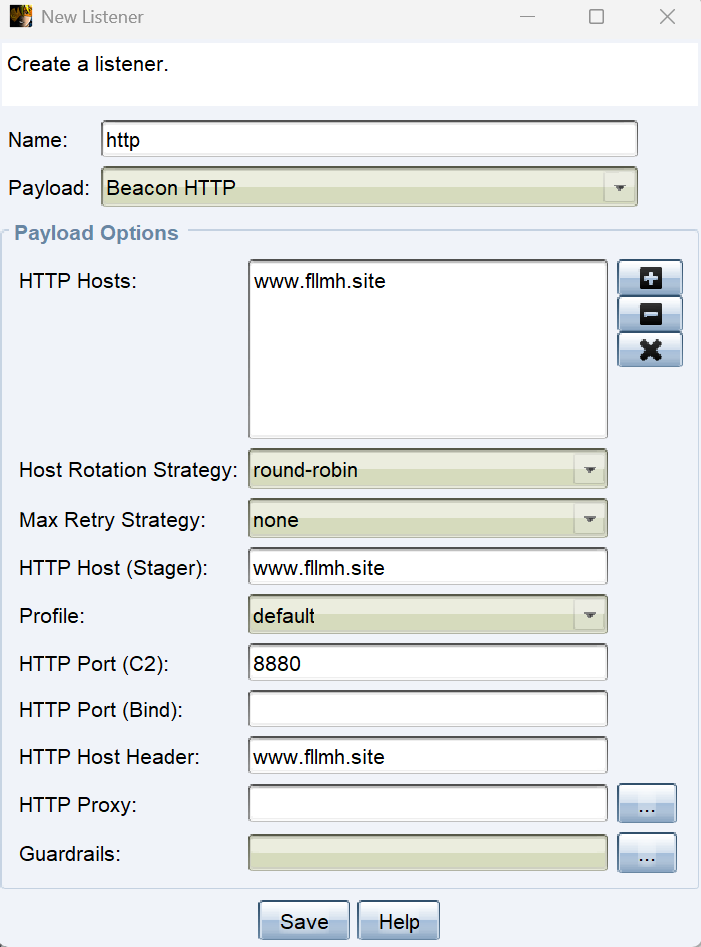 New Listener
Create a listener.
Name: http
Payload: Beacon HTTP
Payload Options
HTTP Hosts: www.fllmh.site
Host Rotation Strategy: round-robin
Max Retry Strategy: none
HTTP Host (Stager): www.fllmh.site
Profile: default
HTTP Port (C2): 8880
HTTP Port (Bind):
HTTP Host Header: www.fllmh.site
HTTP Proxy: ...
Guardrails: ...
Save Help